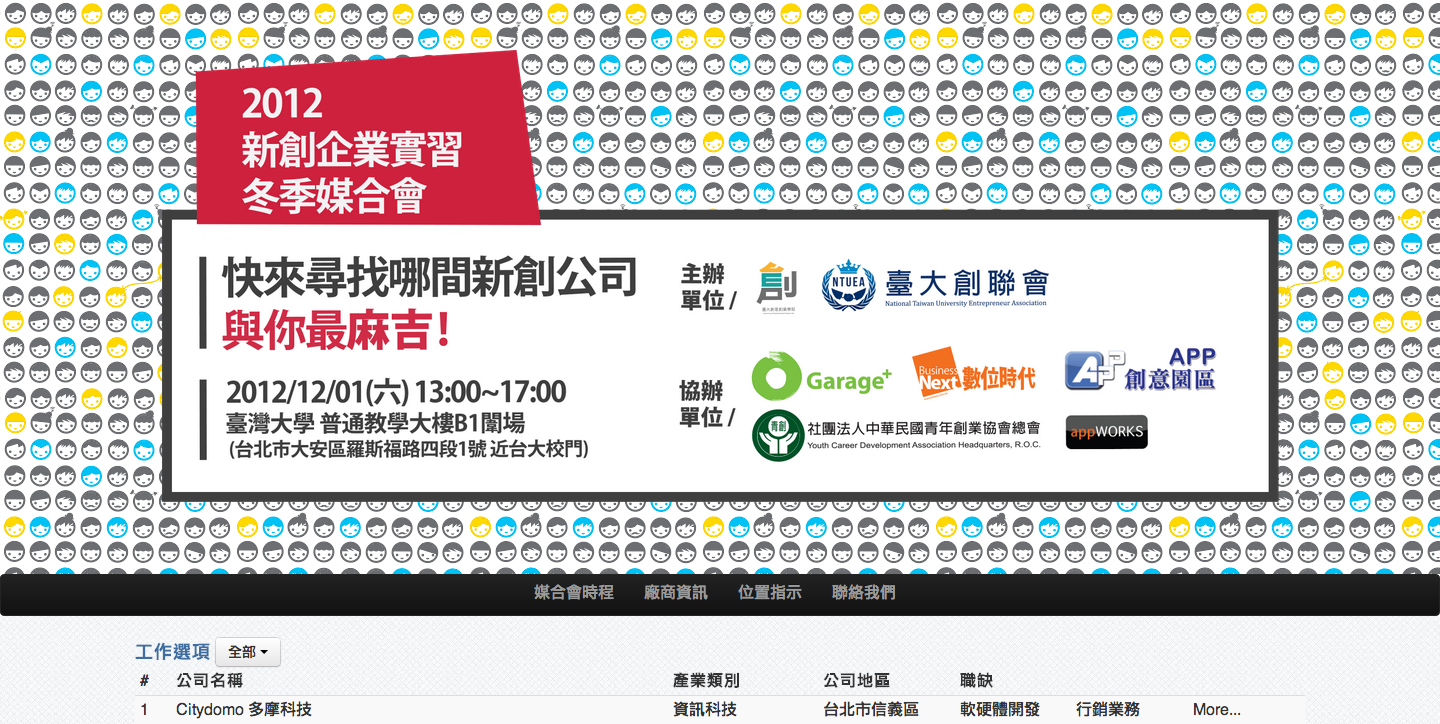 2012
新創企業實習
冬季媒合會
快來尋找哪間新創公司
與你最麻吉!
2012/12/01(六) 13:00~17:00
臺灣大學 普通教學大樓B1闈場
(台北市大安區羅斯福路四段1號 近台大校門)
主辦
單位 /
創
臺大創意創業學程
NTUEA
臺大創聯會
National Taiwan University Entrepreneur Association
協辦
單位 /
Garage+
Business
Next 數位時代
A
APP
創意園區
青創
社團法人中華民國青年創業協會總會
Youth Career Development Association Headquarters, R.O.C.
appWORKS
媒合會時程 廠商資訊 位置指示 聯絡我們
工作選項 全部
# 公司名稱 產業類別 公司地區 職缺
1 Citydomo 多摩科技 資訊科技 台北市信義區 軟硬體開發 行銷業務 More...